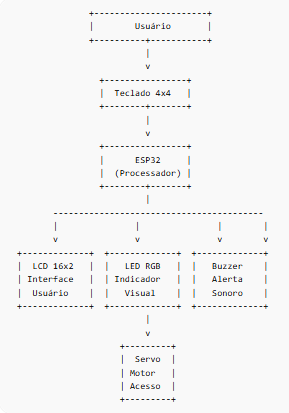 Usuário
Teclado 4x4
ESP32
(Processador)
LCD 16x2 LED RGB Buzzer
Interface Indicador Alerta
Usuário Visual Sonoro
Servo
Motor
Acesso